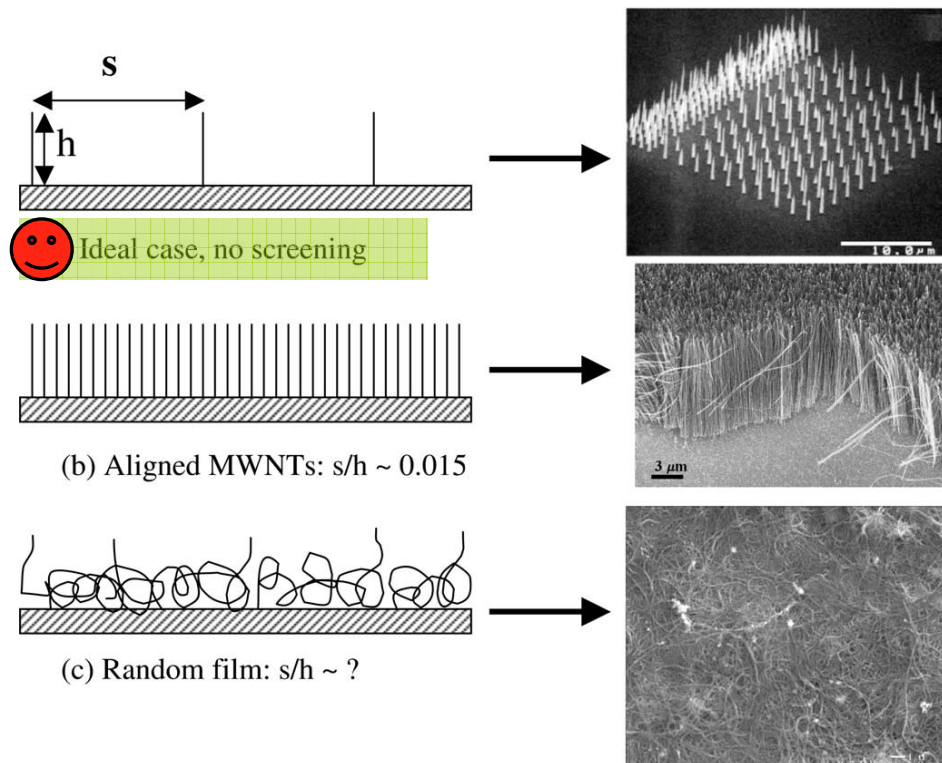 s
h
10.0μm
Ideal case, no screening
(b) Aligned MWNTs: s/h ~ 0.015
3 μm
(c) Random film: s/h ~ ?